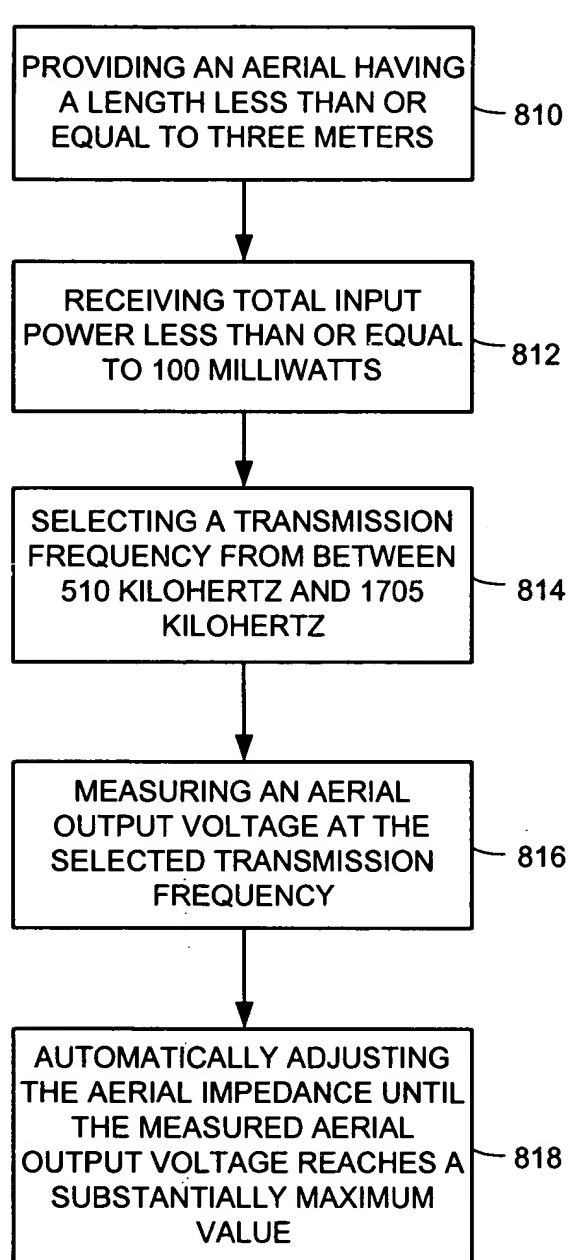 PROVIDING AN AERIAL HAVING
A LENGTH LESS THAN OR
EQUAL TO THREE METERS
810
RECEIVING TOTAL INPUT
POWER LESS THAN OR EQUAL
TO 100 MILLIWATTS
812
SELECTING A TRANSMISSION
FREQUENCY FROM BETWEEN
510 KILOHERTZ AND 1705
KILOHERTZ
814
MEASURING AN AERIAL
OUTPUT VOLTAGE AT THE
SELECTED TRANSMISSION
FREQUENCY
816
AUTOMATICALLY ADJUSTING
THE AERIAL IMPEDANCE UNTIL
THE MEASURED AERIAL
OUTPUT VOLTAGE REACHES A
SUBSTANTIALLY MAXIMUM
VALUE
818